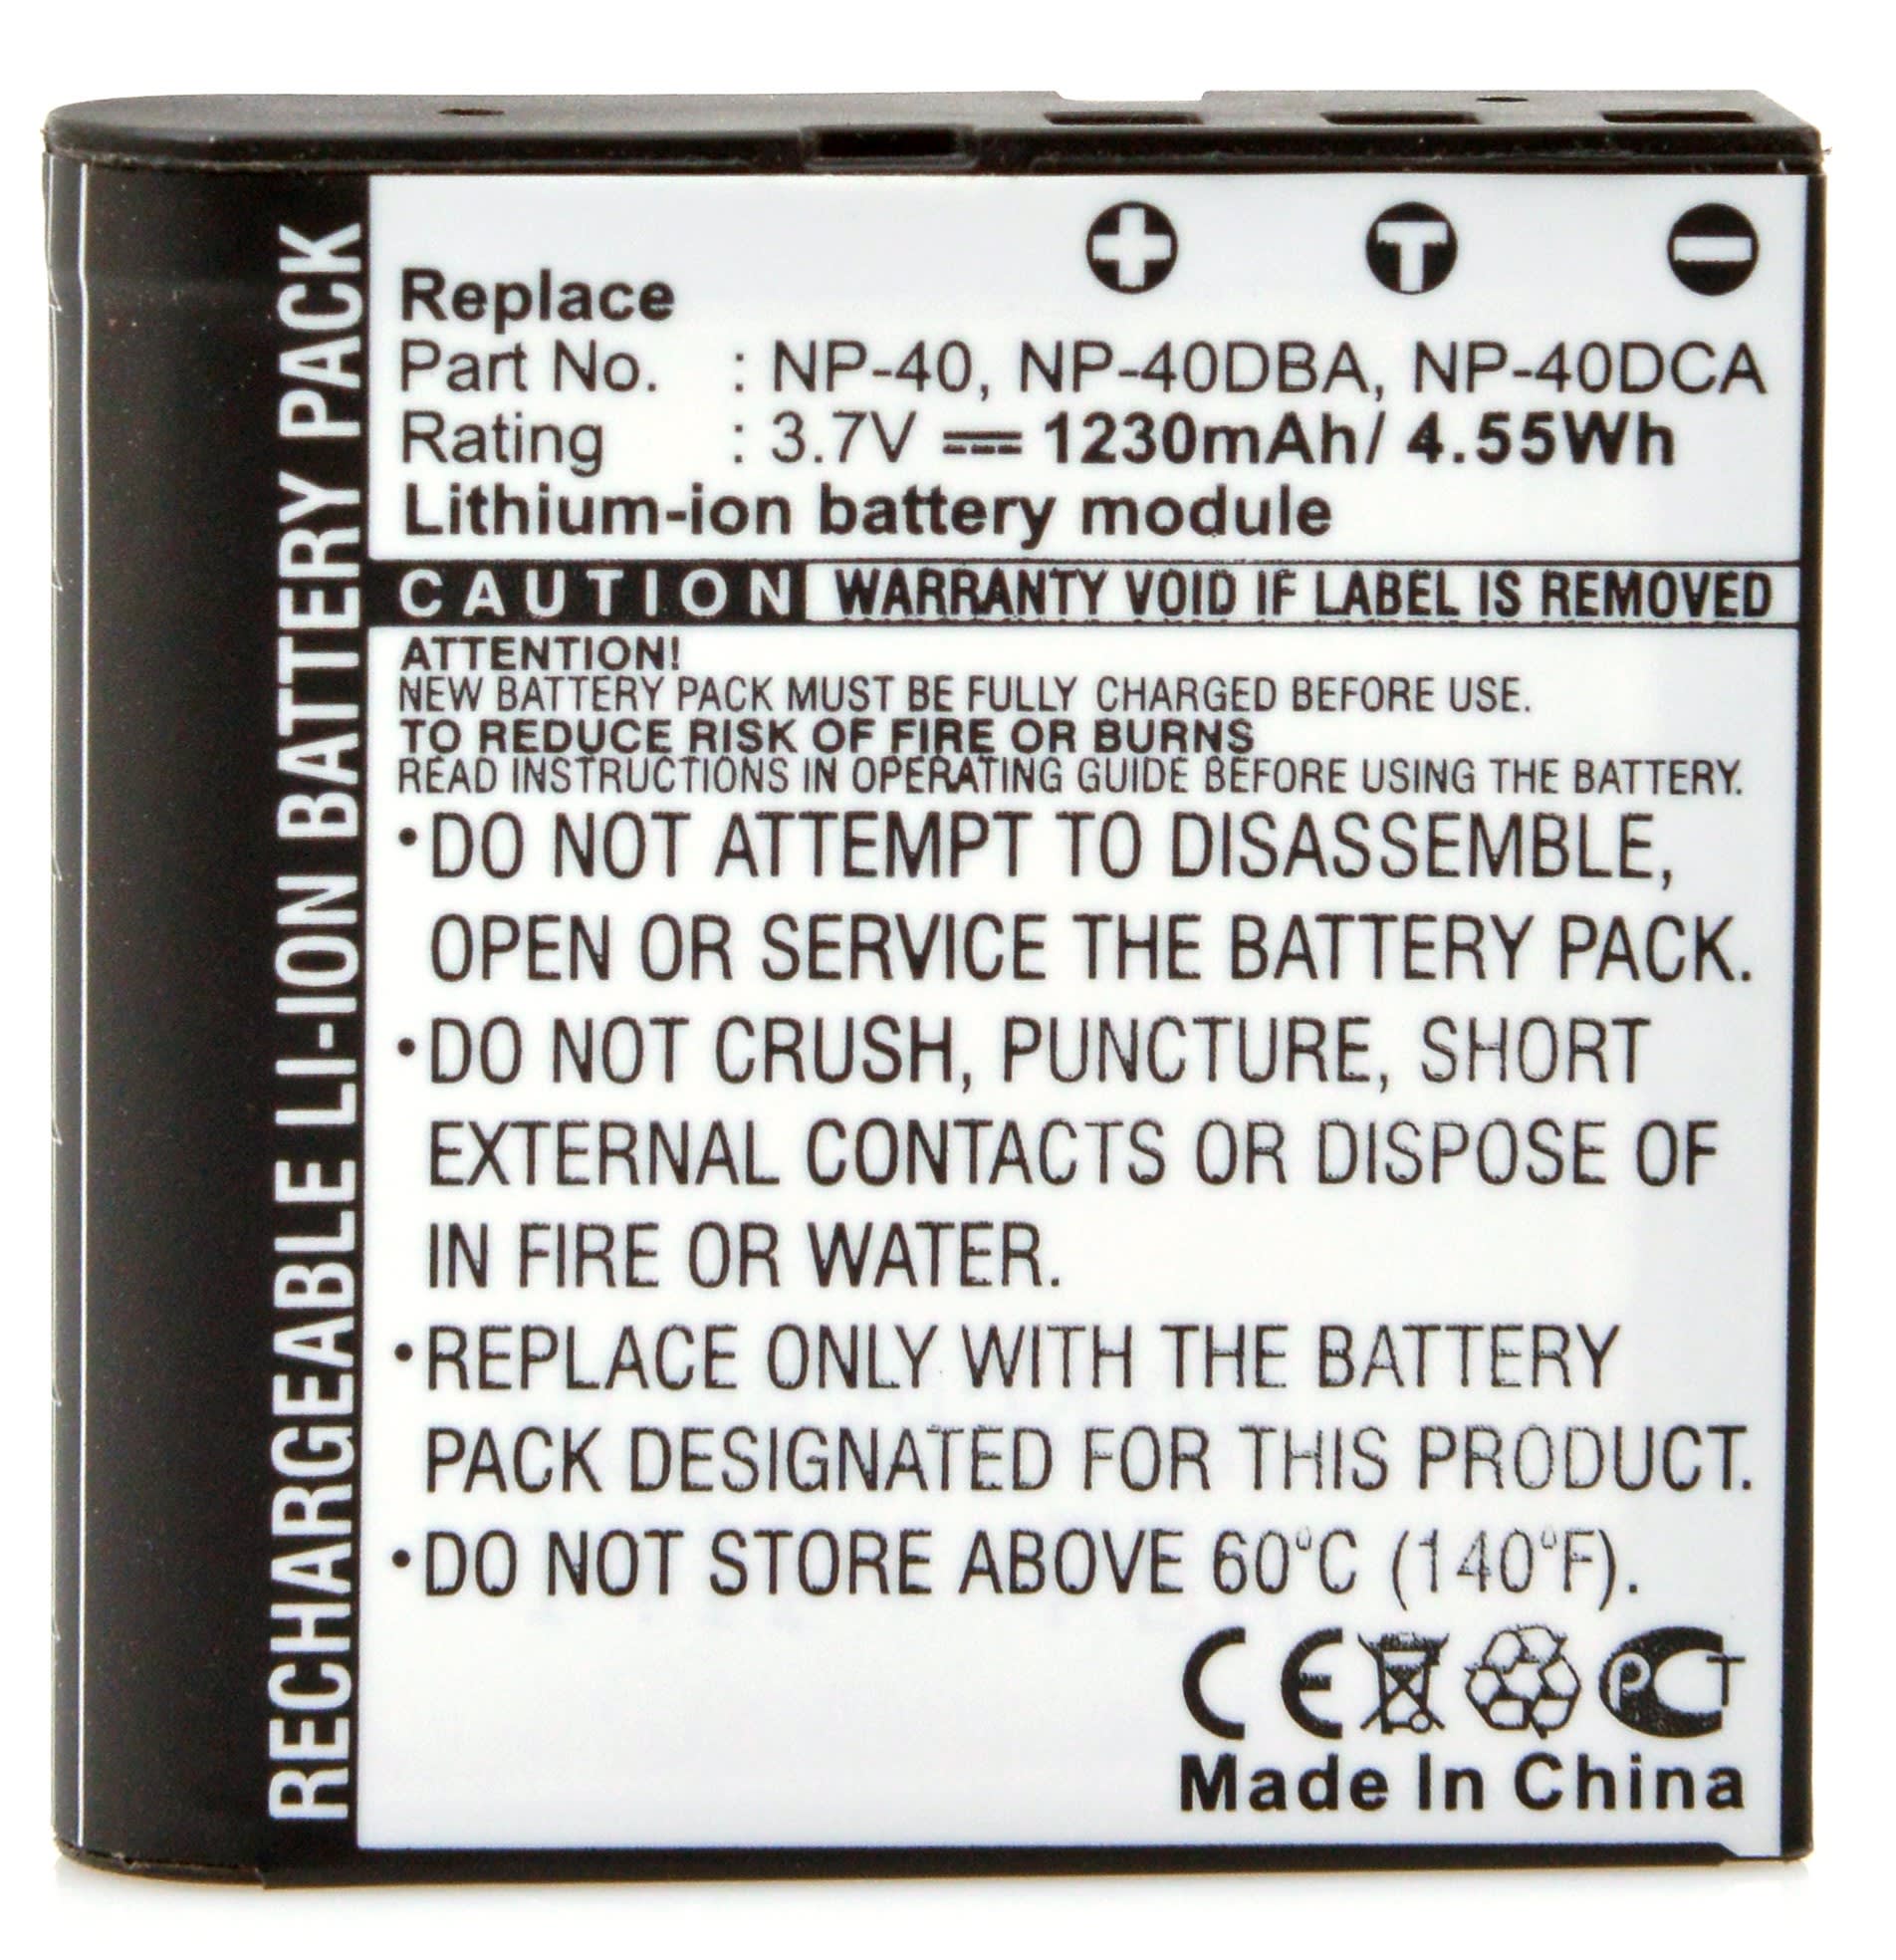 RECHARGEABLE LI-ION BATTERY PACK
+ T −
Replace
Part No. : NP-40, NP-40DBA, NP-40DCA
Rating : 3.7V ⎓ 1230mAh/ 4.55Wh
Lithium-ion battery module
CAUTION WARRANTY VOID IF LABEL IS REMOVED
ATTENTION!
NEW BATTERY PACK MUST BE FULLY CHARGED BEFORE USE.
TO REDUCE RISK OF FIRE OR BURNS
READ INSTRUCTIONS IN OPERATING GUIDE BEFORE USING THE BATTERY.
•DO NOT ATTEMPT TO DISASSEMBLE,
OPEN OR SERVICE THE BATTERY PACK.
•DO NOT CRUSH, PUNCTURE, SHORT
EXTERNAL CONTACTS OR DISPOSE OF
IN FIRE OR WATER.
•REPLACE ONLY WITH THE BATTERY
PACK DESIGNATED FOR THIS PRODUCT.
•DO NOT STORE ABOVE 60°C (140°F).
CE PCT
Made In China